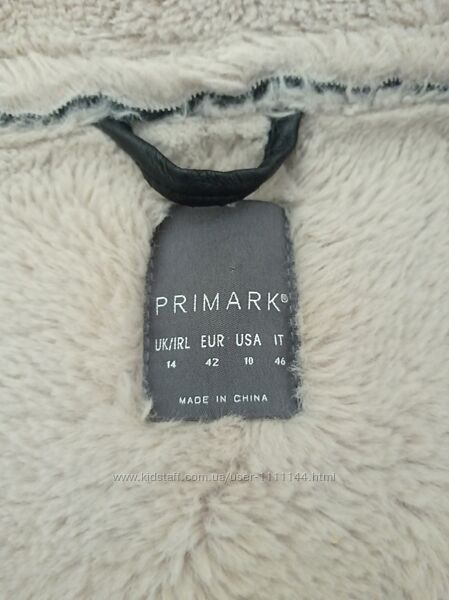 PRIMARK®
UK/IRL EUR USA IT
14 42 10 46
MADE IN CHINA
www.kidstaff.com.ua/user-1111144.html